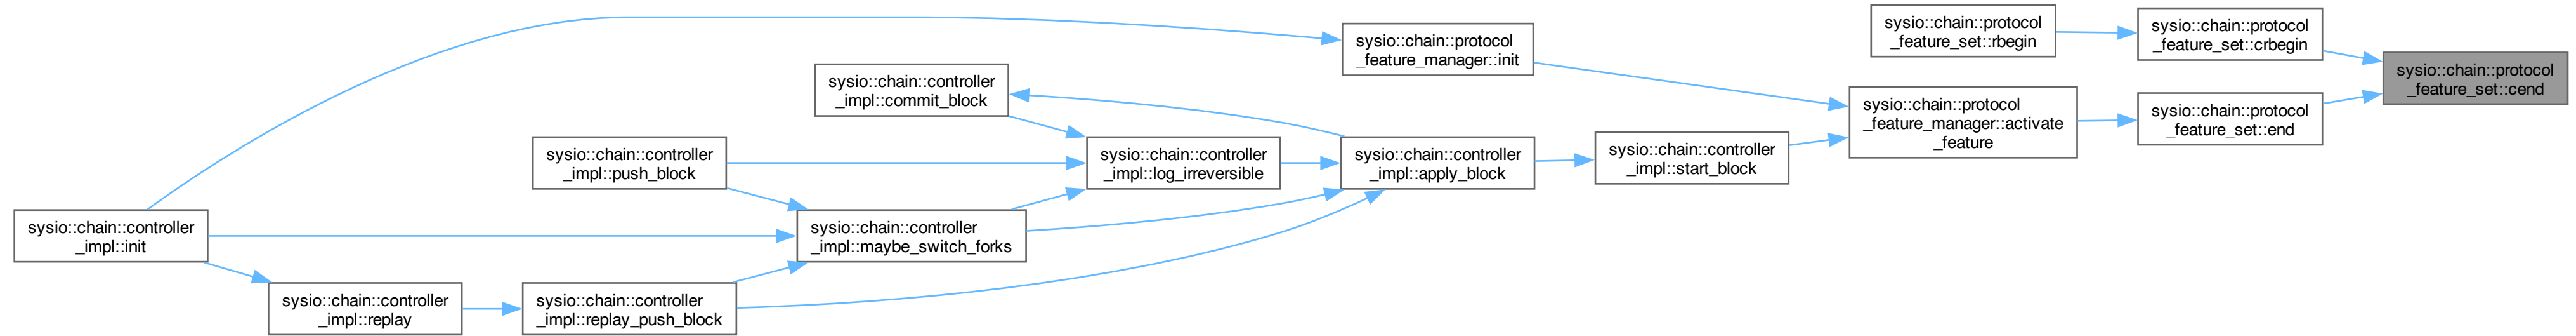 sysio::chain::controller
_impl::init
sysio::chain::controller
_impl::replay
sysio::chain::controller
_impl::push_block
sysio::chain::controller
_impl::replay_push_block
sysio::chain::controller
_impl::commit_block
sysio::chain::controller
_impl::maybe_switch_forks
sysio::chain::controller
_impl::log_irreversible
sysio::chain::protocol
_feature_manager::init
sysio::chain::controller
_impl::apply_block
sysio::chain::controller
_impl::start_block
sysio::chain::protocol
_feature_set::rbegin
sysio::chain::protocol
_feature_manager::activate
_feature
sysio::chain::protocol
_feature_set::crbegin
sysio::chain::protocol
_feature_set::end
sysio::chain::protocol
_feature_set::cend